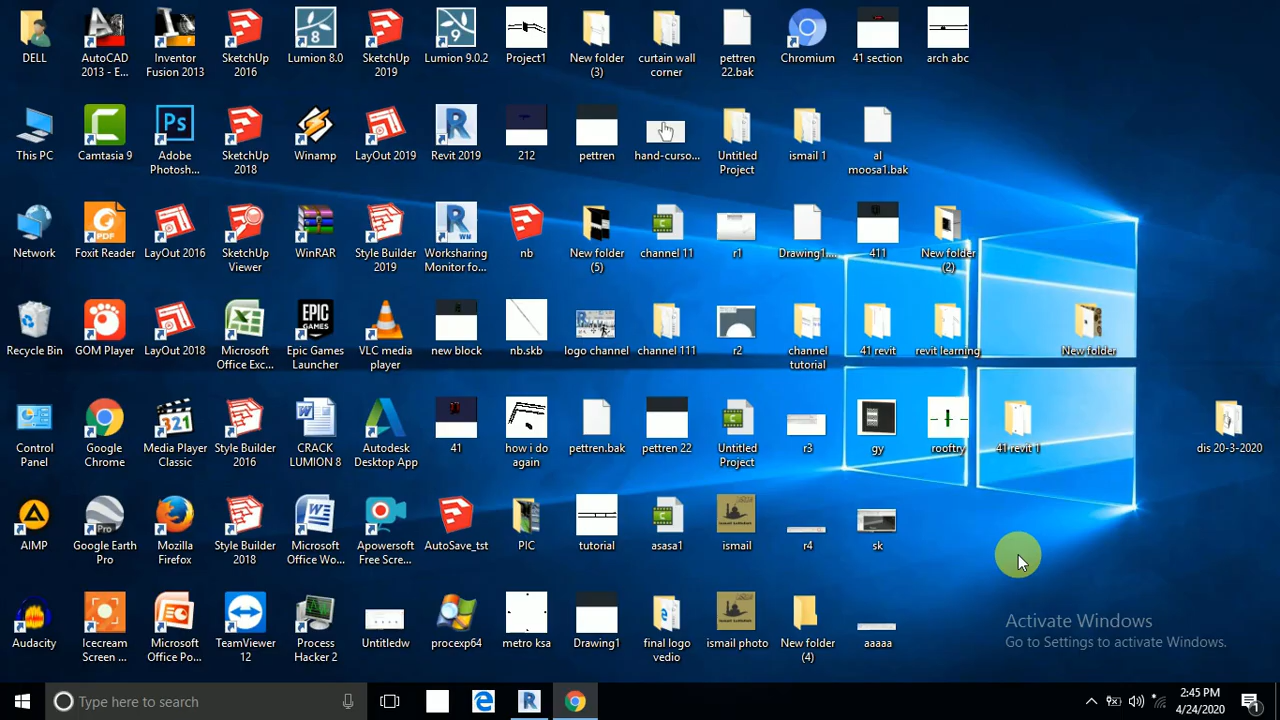 DELL
AutoCAD
2013 - E...
Inventor
Fusion 2013
SketchUp
2016
Lumion 8.0
SketchUp
2019
Lumion 9.0.2
Project1
New folder
(3)
curtain wall
corner
pettren
22.bak
Chromium
41 section
arch abc
This PC
Camtasia 9
Adobe
Photosh...
SketchUp
2018
Winamp
LayOut 2019
Revit 2019
212
pettren
hand-curso...
Untitled
Project
ismail 1
al
moosa1.bak
Network
Foxit Reader
LayOut 2016
SketchUp
Viewer
WinRAR
Style Builder
2019
Worksharing
Monitor fo...
nb
New folder
(5)
channel 11
r1
Drawing1....
411
New folder
(2)
Recycle Bin
GOM Player
LayOut 2018
Microsoft
Office Exc...
EPIC
GAMES
Epic Games
Launcher
VLC media
player
new block
nb.skb
logo channel
channel 111
r2
channel
tutorial
41 revit
revit learning
New folder
Control
Panel
Google
Chrome
Media Player
Classic
Style Builder
2016
CRACK
LUMION 8
Autodesk
Desktop App
41
how i do
again
pettren.bak
pettren 22
Untitled
Project
r3
gy
rooftry
41 revit 1
dis 20-3-2020
AIMP
Google Earth
Pro
Mozilla
Firefox
Style Builder
2018
Microsoft
Office Wo...
Apowersoft
Free Scre...
AutoSave_tst
PIC
tutorial
asasa1
ismail
r4
sk
Audacity
Icecream
Screen ...
Microsoft
Office Po...
TeamViewer
12
Process
Hacker 2
Untitledw
procexp64
metro ksa
Drawing1
final logo
vedio
ismail photo
New folder
(4)
aaaaa
Activate Windows
Go to Settings to activate Windows.
Type here to search
2:45 PM
4/24/2020